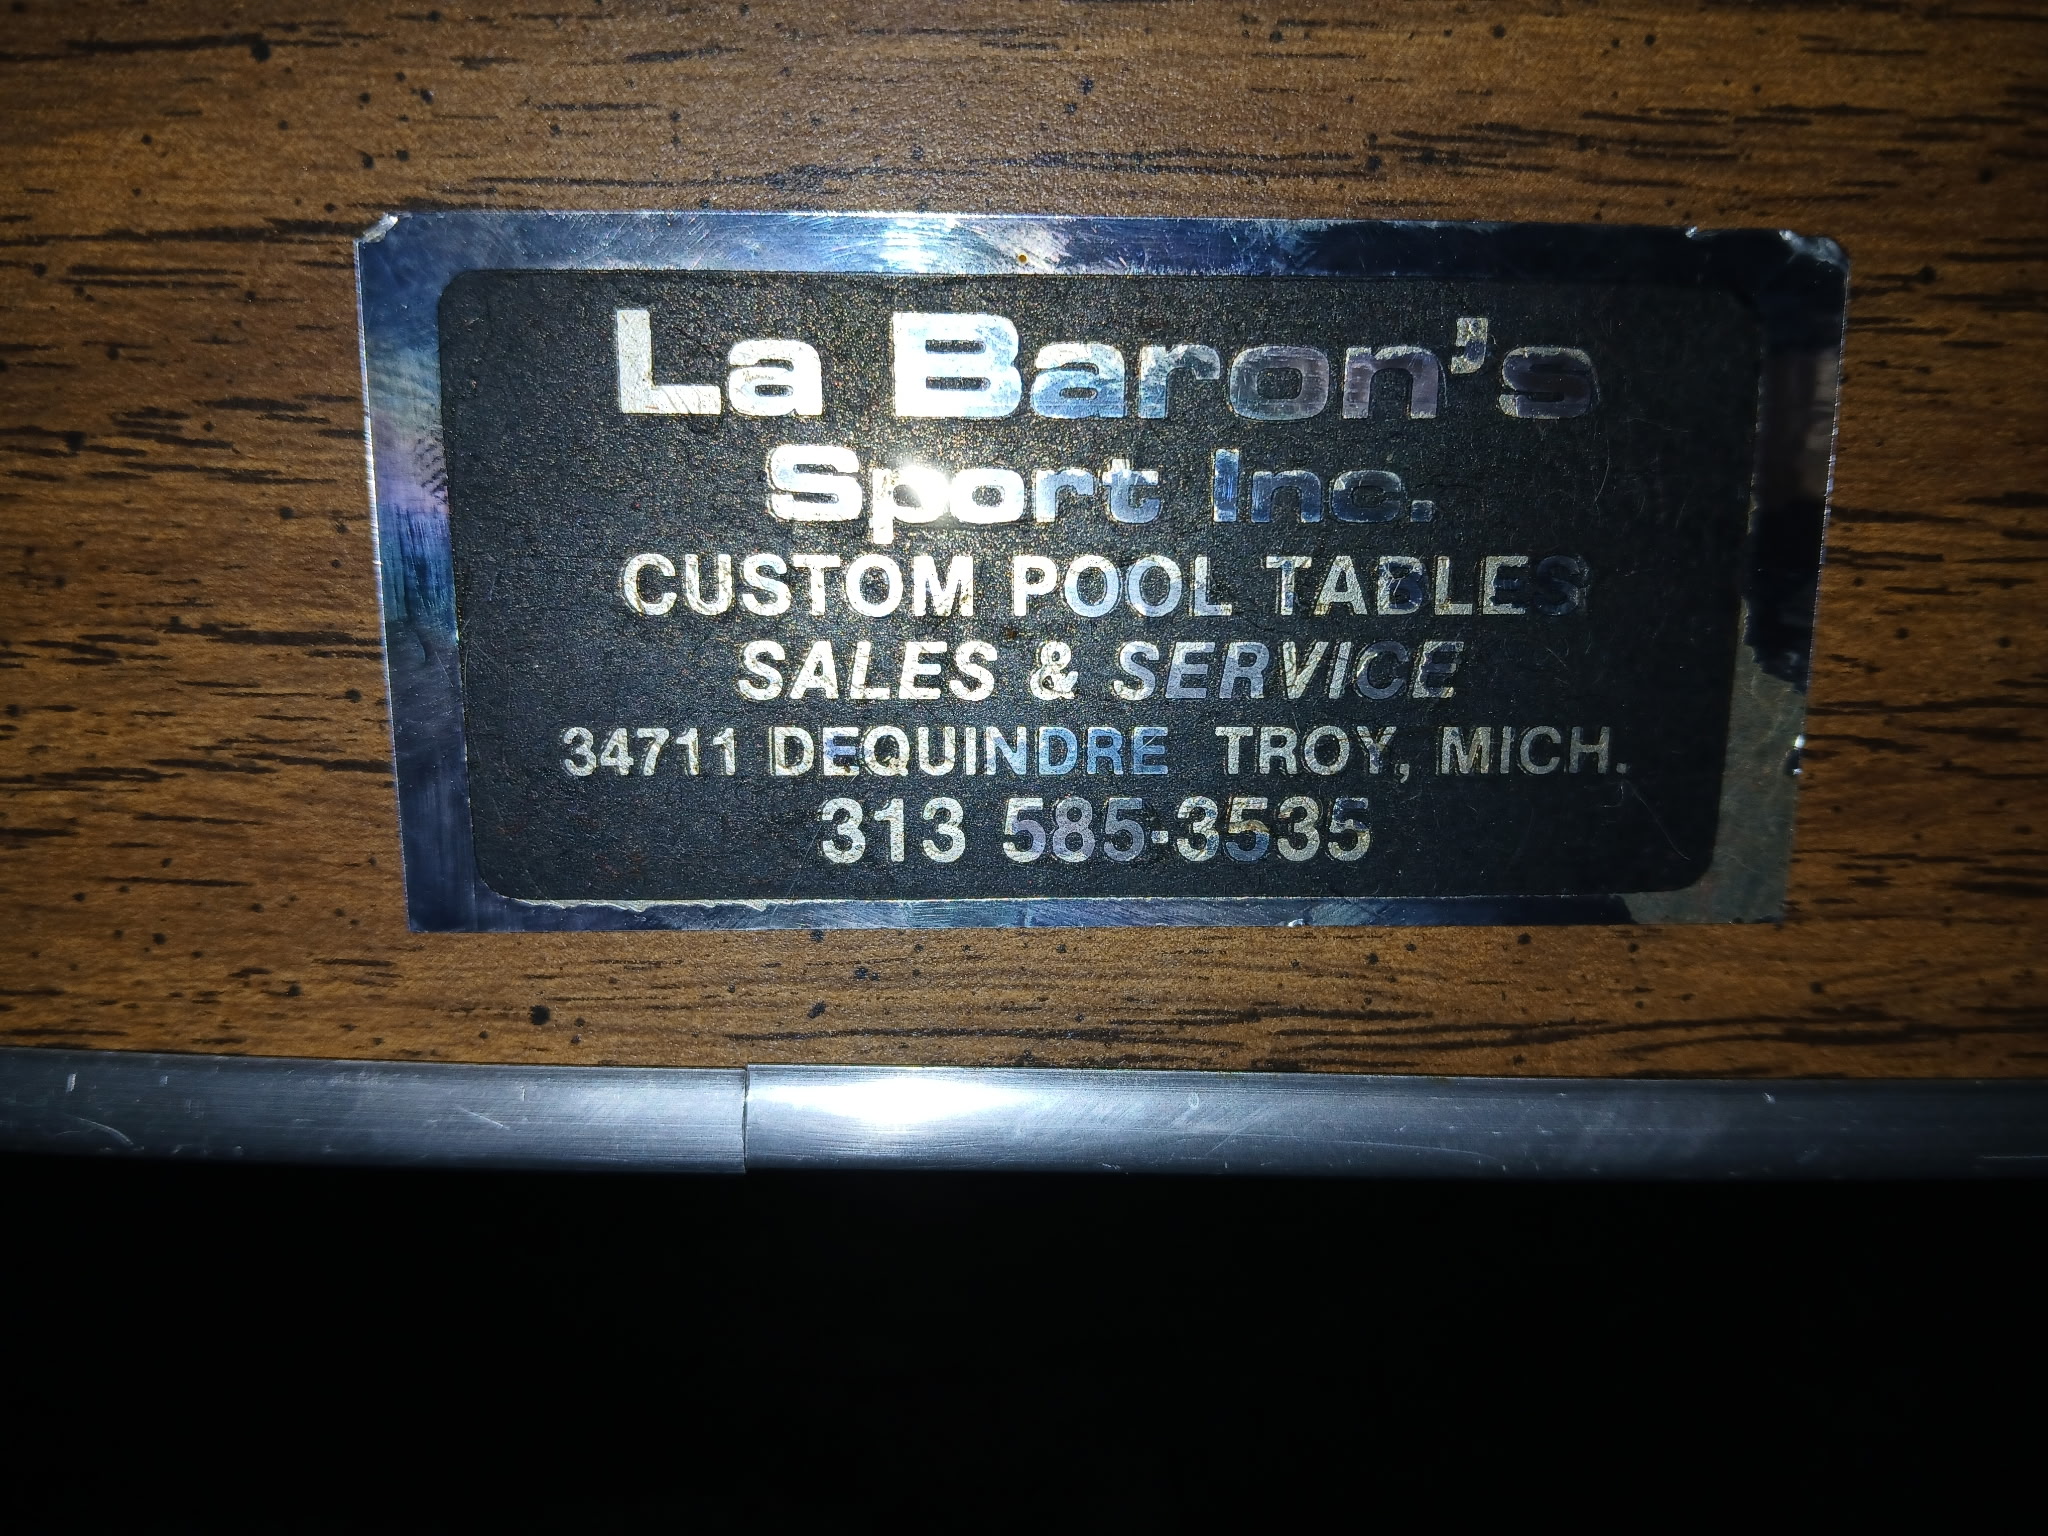 La Baron's
Sport Inc.
CUSTOM POOL TABLES
SALES & SERVICE
34711 DEQUINDRE TROY, MICH.
313 585-3535